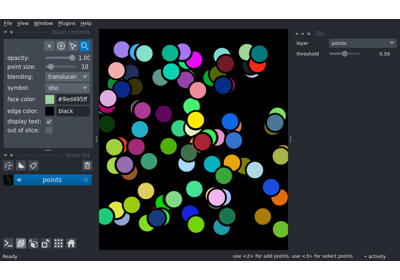 File View Window Plugins Help
layer controls
opacity: 1.00
point size: 10
blending: translucen
symbol: disc
face color: #9ed495ff
edge color: black
display text:
out of slice:
layer list
points
Do
layer points
threshold 0.50
Ready
use <2> for add points, use <3> for select points
activity